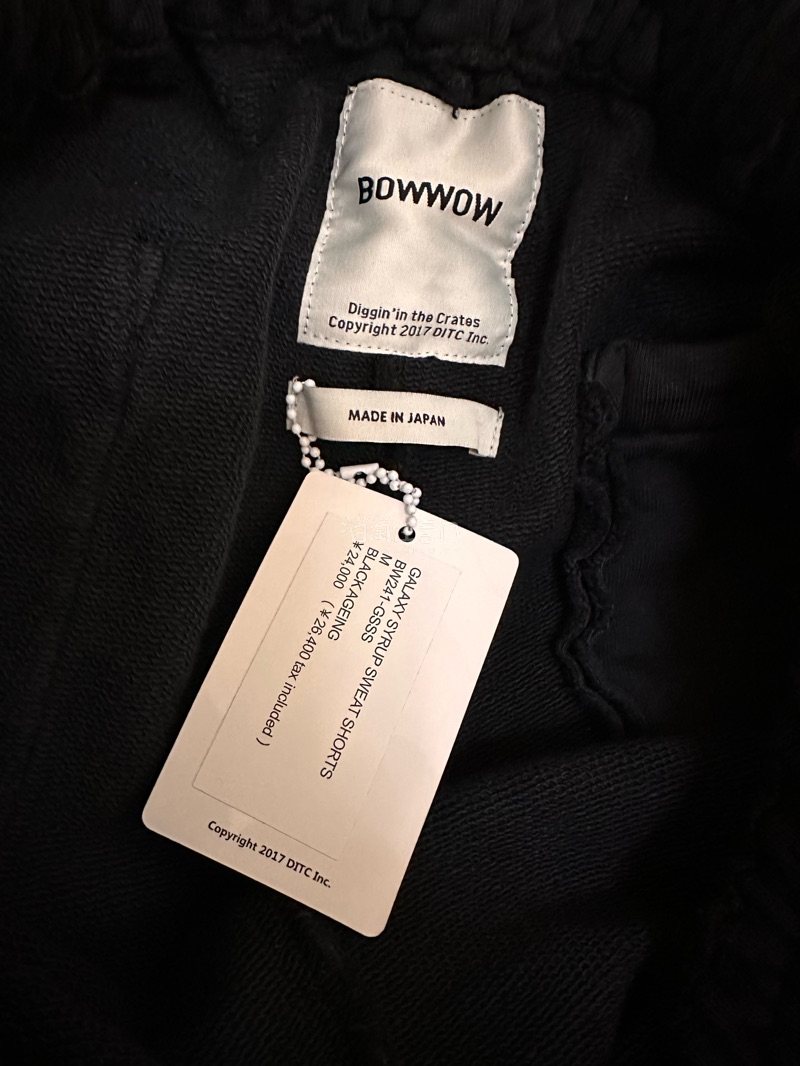 BOWWOW
Diggin'in the Crates
Copyright 2017 DITC Inc.
MADE IN JAPAN
GALAXY SYRUP SWEAT SHORTS
BW241-GSSS
M
BLACK AGEING
¥24,000 (¥26,400 tax included)
Copyright 2017 DITC Inc.